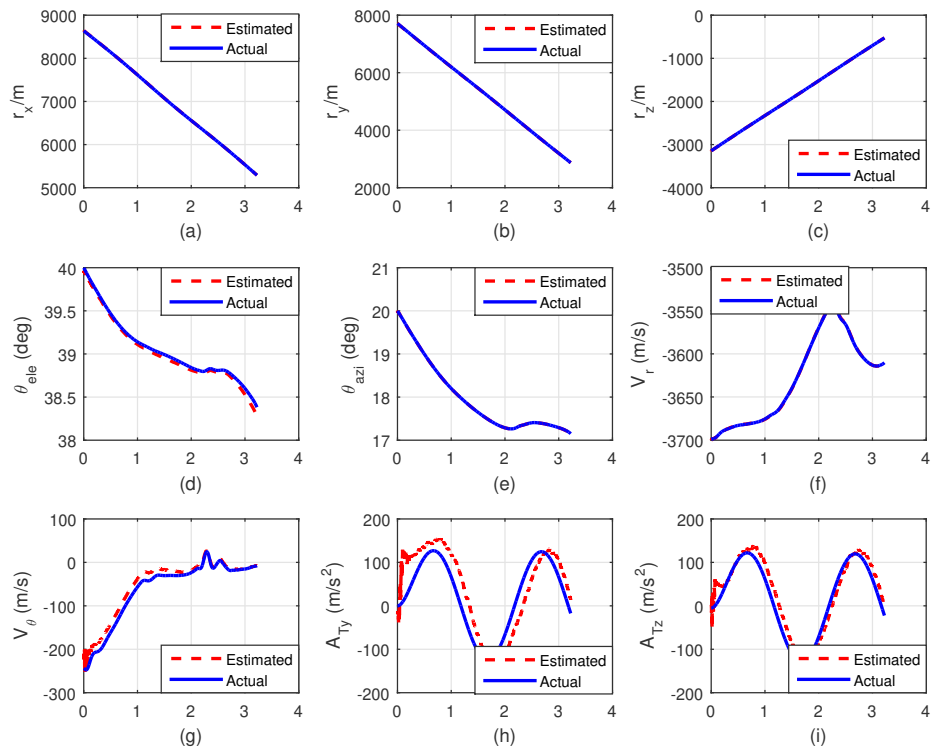 9000
8000
7000
6000
5000
r_x/m
0 1 2 3 4
Estimated
Actual
(a)
8000
6000
4000
2000
r_y/m
0 1 2 3 4
Estimated
Actual
(b)
0
-1000
-2000
-3000
-4000
r_z/m
0 1 2 3 4
Estimated
Actual
(c)
40
39.5
39
38.5
38
θ_ele (deg)
0 1 2 3 4
Estimated
Actual
(d)
21
20
19
18
17
θ_azi (deg)
0 1 2 3 4
Estimated
Actual
(e)
-3500
-3550
-3600
-3650
-3700
V_r (m/s)
0 1 2 3 4
Estimated
Actual
(f)
100
0
-100
-200
-300
V_θ (m/s)
0 1 2 3 4
Estimated
Actual
(g)
200
100
0
-100
-200
A_Ty (m/s²)
0 1 2 3 4
Estimated
Actual
(h)
200
100
0
-100
-200
A_Tz (m/s²)
0 1 2 3 4
Estimated
Actual
(i)